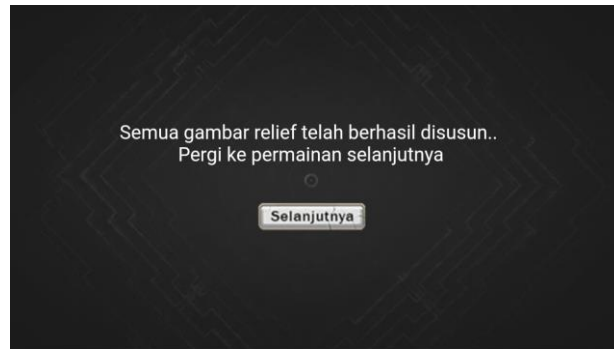 Semua gambar relief telah berhasil disusun..
Pergi ke permainan selanjutnya
Selanjutnya